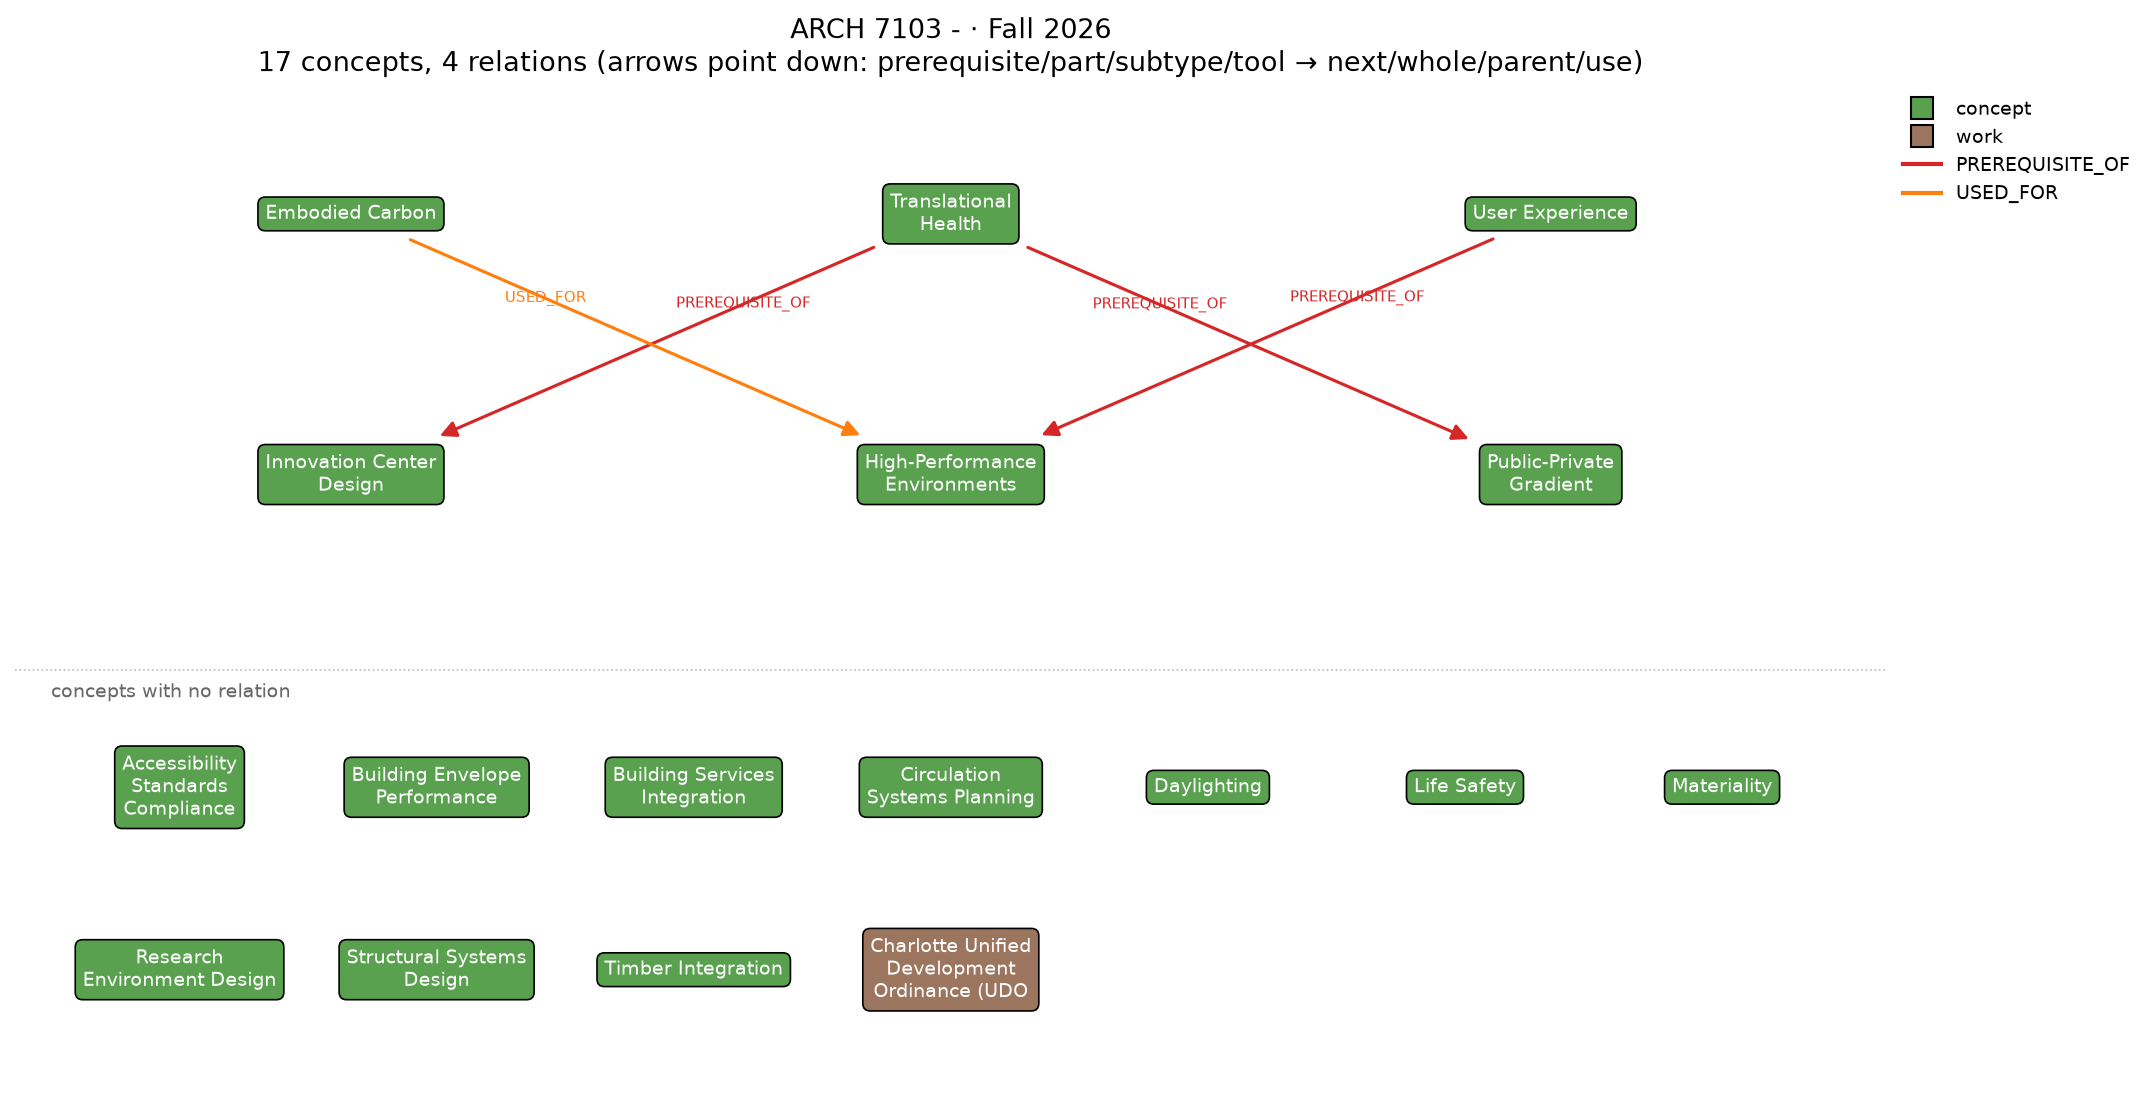 ARCH 7103 - · Fall 2026
17 concepts, 4 relations (arrows point down: prerequisite/part/subtype/tool → next/whole/parent/use)
concept
work
PREREQUISITE_OF
USED_FOR
Embodied Carbon
Translational
Health
User Experience
USED_FOR
PREREQUISITE_OF
PREREQUISITE_OF
PREREQUISITE_OF
Innovation Center
Design
High-Performance
Environments
Public-Private
Gradient
concepts with no relation
Accessibility
Standards
Compliance
Building Envelope
Performance
Building Services
Integration
Circulation
Systems Planning
Daylighting
Life Safety
Materiality
Research
Environment Design
Structural Systems
Design
Timber Integration
Charlotte Unified
Development
Ordinance (UDO